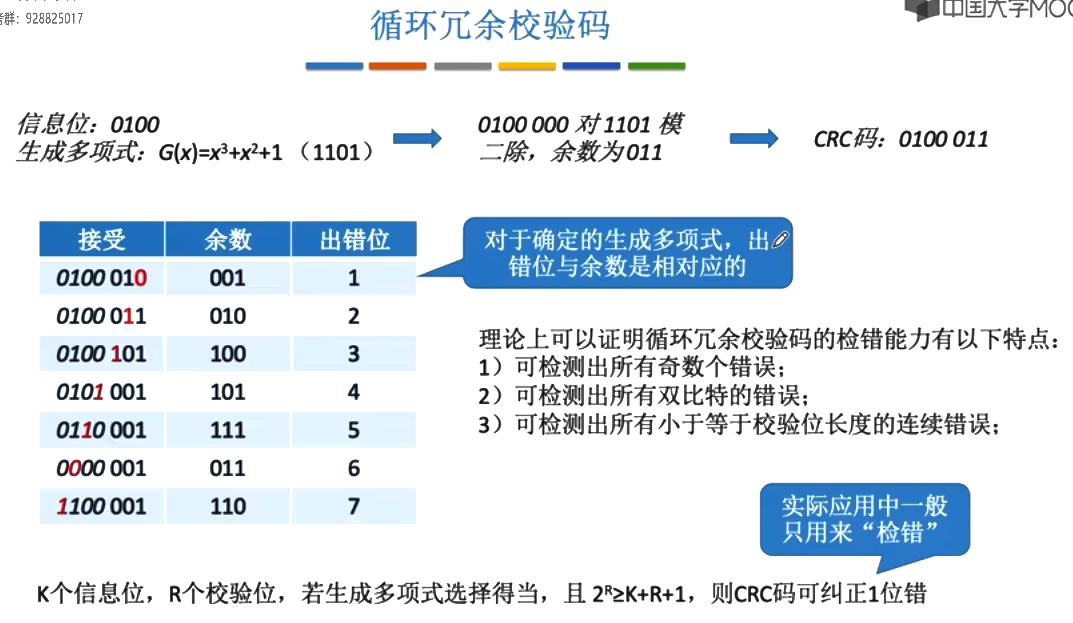 群：928825017
中国大学MOO
循环冗余校验码
信息位：0100
生成多项式：G(x)=x³+x²+1 （1101）
0100 000 对 1101 模
二除，余数为 011
CRC码：0100 011
接受 余数 出错位
0100 010 001 1
0100 011 010 2
0100 101 100 3
0101 001 101 4
0110 001 111 5
0000 001 011 6
1100 001 110 7
对于确定的生成多项式，出
错位与余数是相对应的
理论上可以证明循环冗余校验码的检错能力有以下特点：
1）可检测出所有奇数个错误；
2）可检测出所有双比特的错误；
3）可检测出所有小于等于校验位长度的连续错误；
实际应用中一般
只用来“检错”
K个信息位，R个校验位，若生成多项式选择得当，且 2ᴿ≥K+R+1，则CRC码可纠正1位错